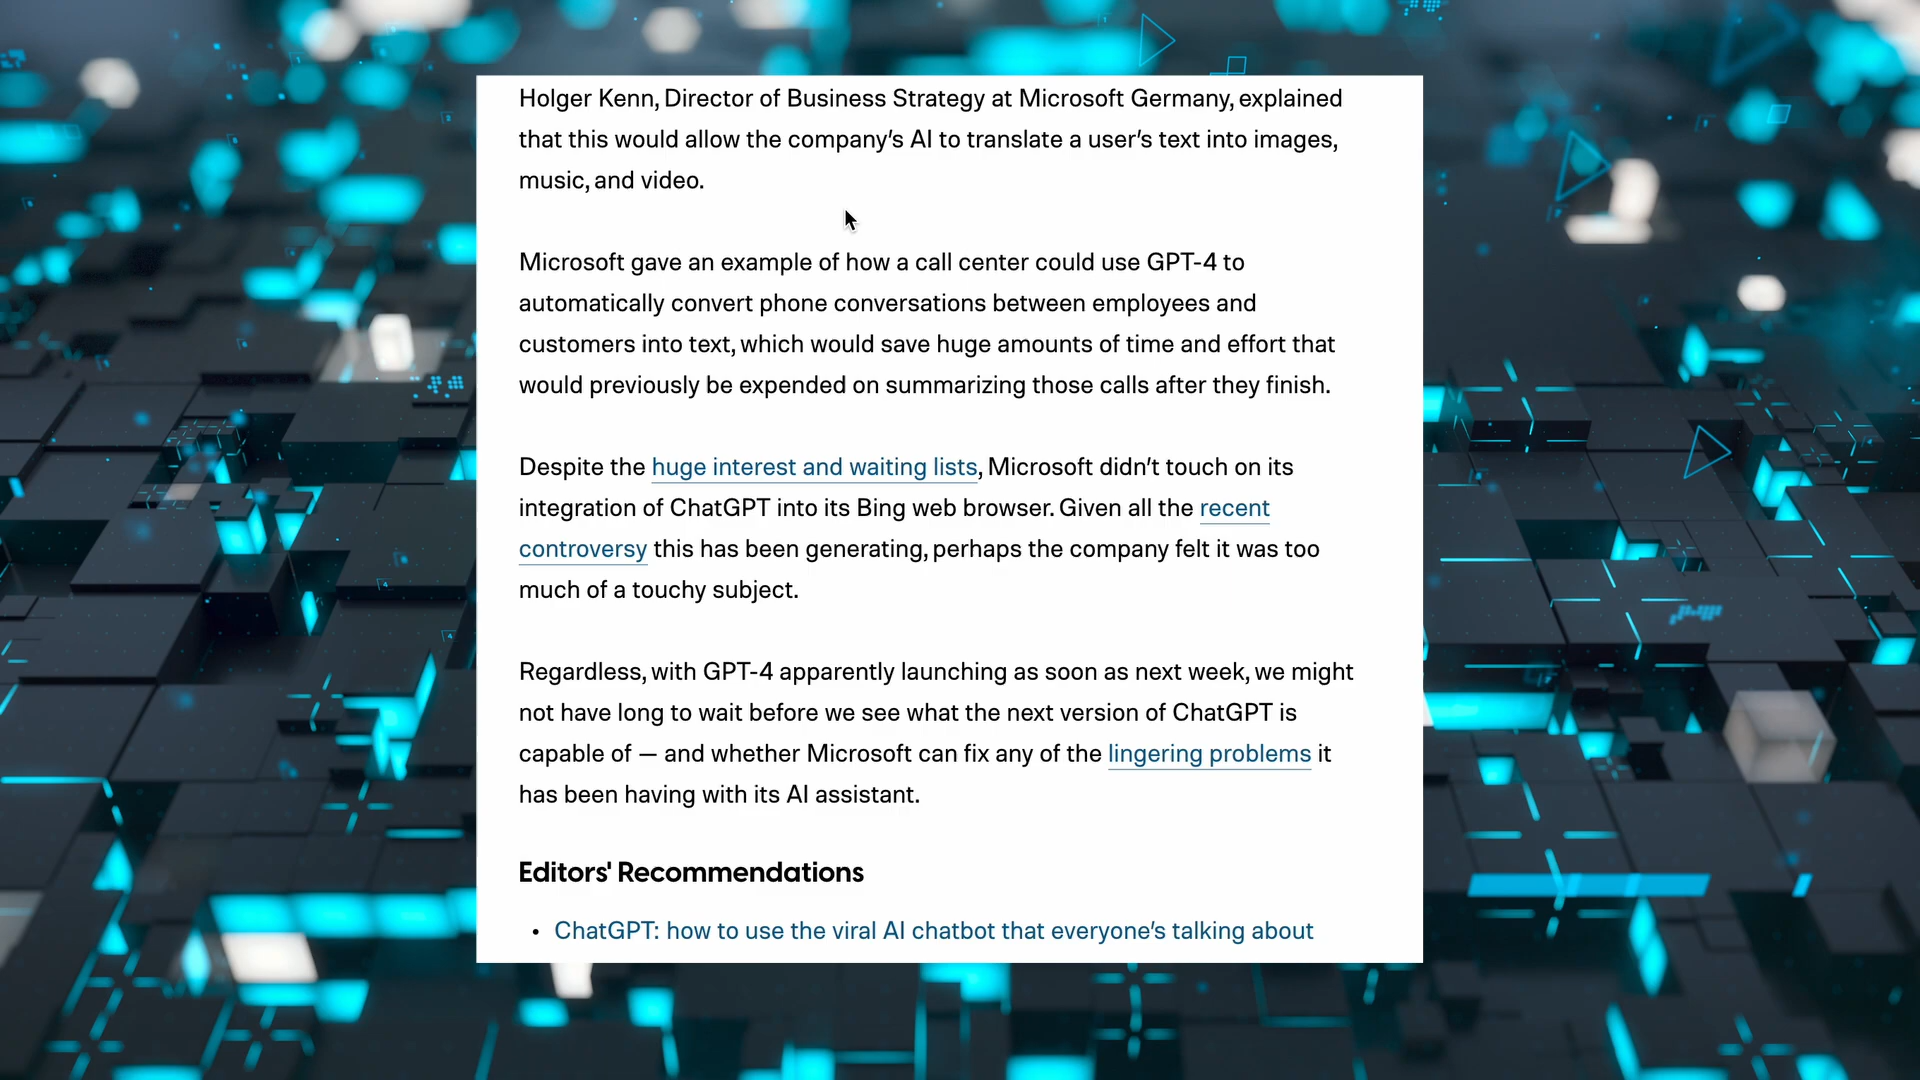 Holger Kenn, Director of Business Strategy at Microsoft Germany, explained
that this would allow the company's AI to translate a user's text into images,
music, and video.
Microsoft gave an example of how a call center could use GPT-4 to
automatically convert phone conversations between employees and
customers into text, which would save huge amounts of time and effort that
would previously be expended on summarizing those calls after they finish.
Despite the huge interest and waiting lists, Microsoft didn't touch on its
integration of ChatGPT into its Bing web browser. Given all the recent
controversy this has been generating, perhaps the company felt it was too
much of a touchy subject.
Regardless, with GPT-4 apparently launching as soon as next week, we might
not have long to wait before we see what the next version of ChatGPT is
capable of — and whether Microsoft can fix any of the lingering problems it
has been having with its AI assistant.
Editors' Recommendations
• ChatGPT: how to use the viral AI chatbot that everyone's talking about